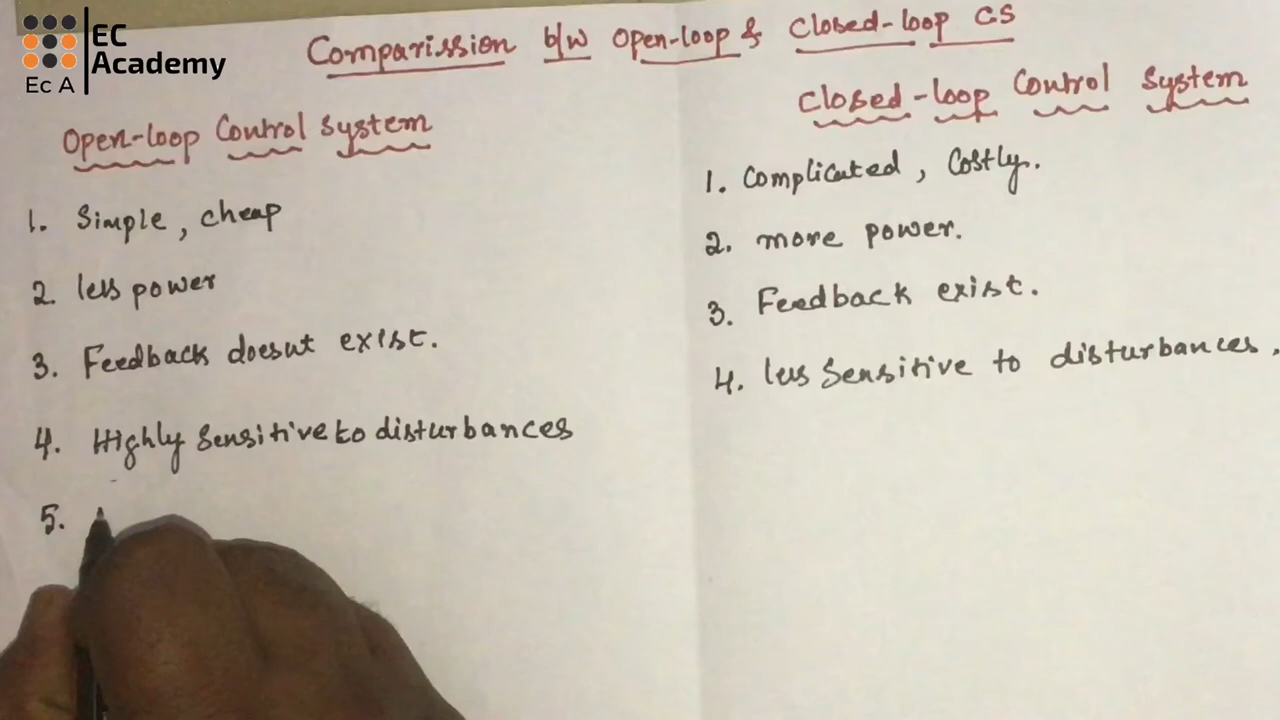 EC
Academy
Ec A
Comparission b/w open-loop & closed-loop CS
Open-loop Control System
1. Simple, cheap
2. less power
3. Feedback doesnt exist.
4. Highly Sensitive to disturbances
5.
Closed-loop Control System
1. Complicated, Costly.
2. more power.
3. Feedback exist.
4. less Sensitive to disturbances.